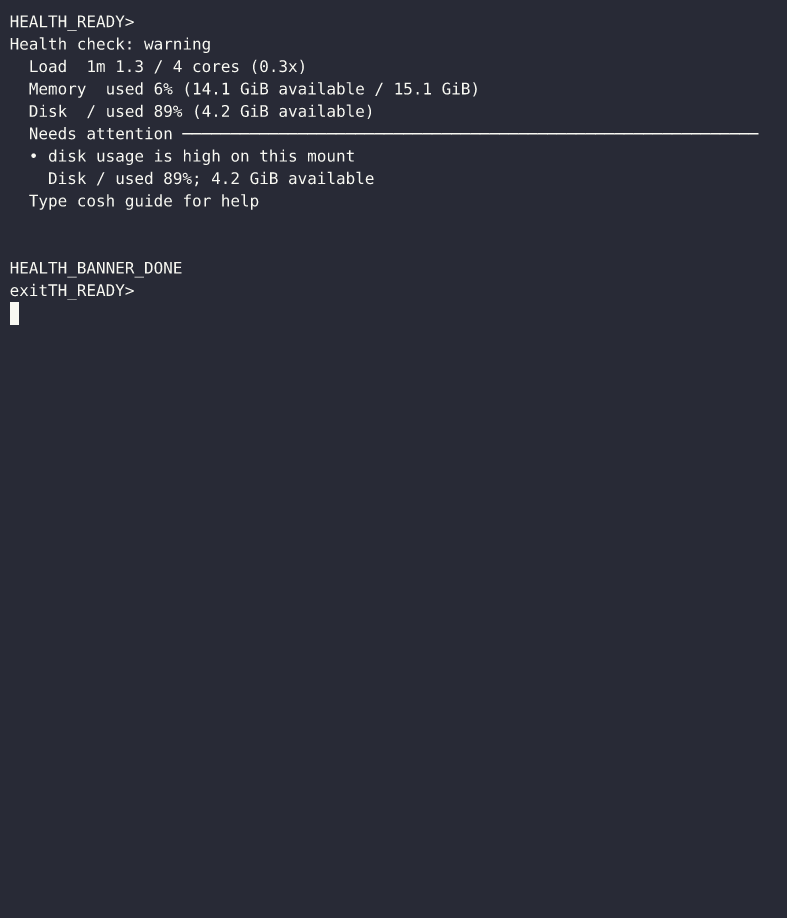 HEALTH_READY>
Health check: warning
  Load  1m 1.3 / 4 cores (0.3x)
  Memory  used 6% (14.1 GiB available / 15.1 GiB)
  Disk  / used 89% (4.2 GiB available)
  Needs attention ────────────────────────────────────────────────────────────
  • disk usage is high on this mount
    Disk / used 89%; 4.2 GiB available
  Type cosh guide for help
HEALTH_BANNER_DONE
exitTH_READY>